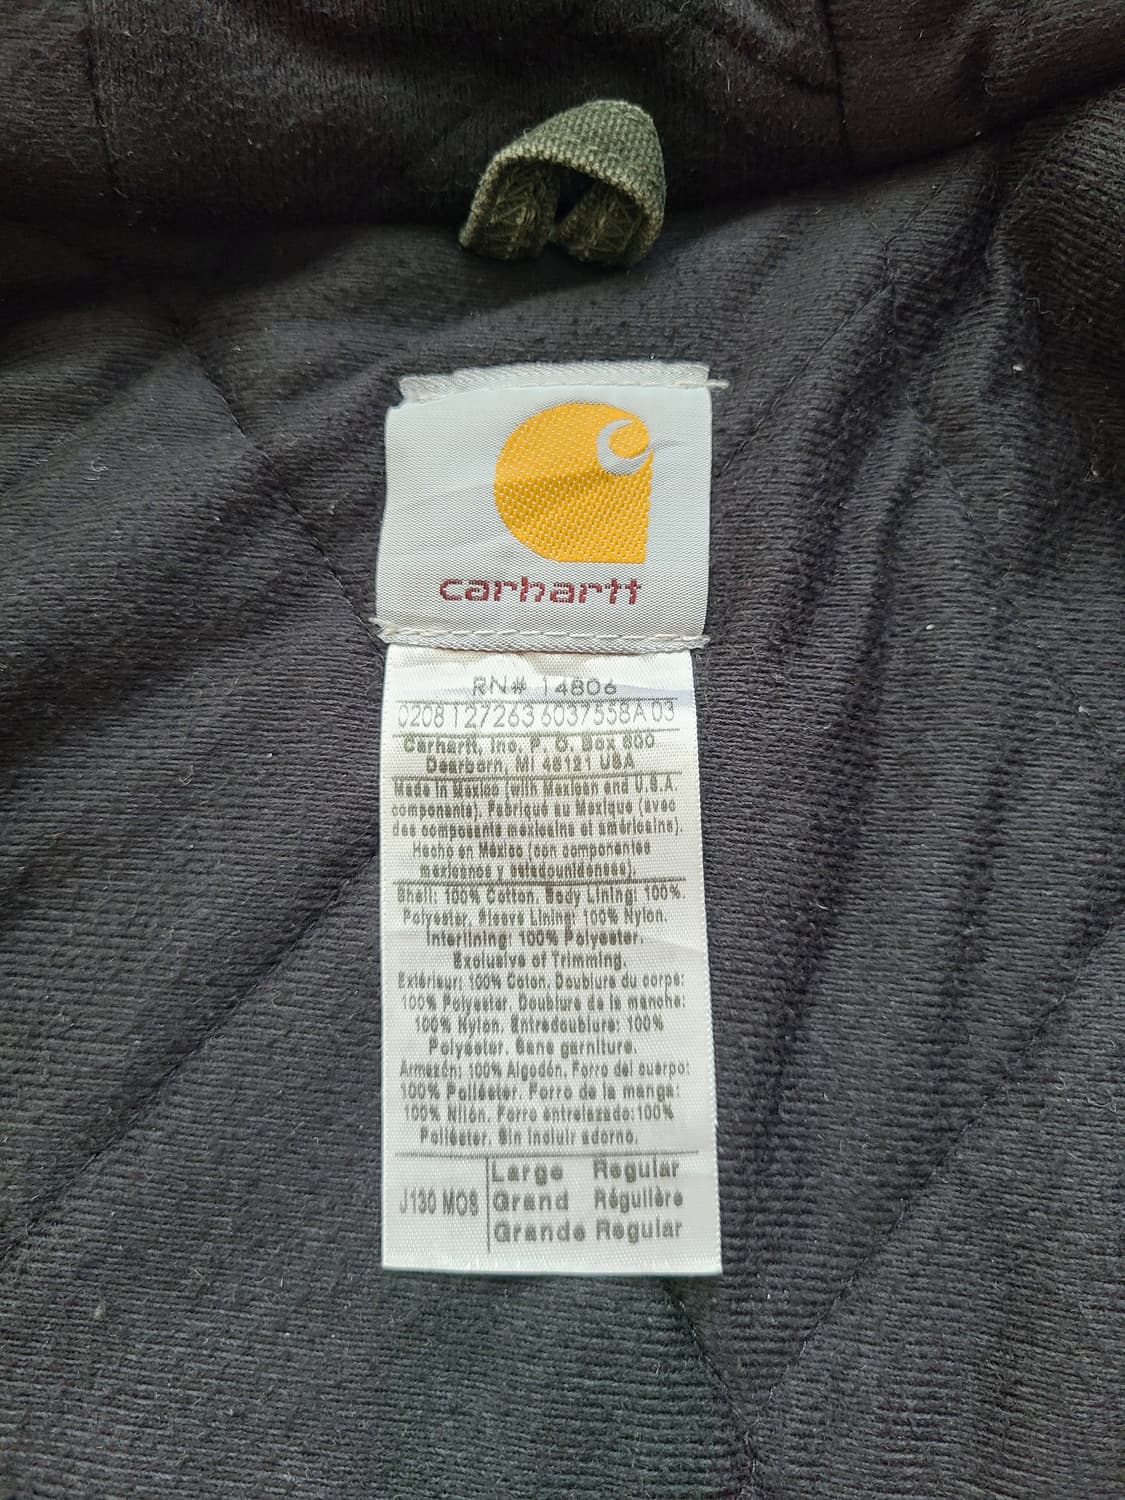 carhartt
RN# 14806
0208127263 6037558A 03
Carhartt, Inc. P. O. Box 600
Dearborn, MI 48121 USA
Made in Mexico (with Mexican and U.S.A.
components). Fabriqué au Mexique (avec
des composants mexicains et américains).
Hecho en México (con componentes
mexicanos y estadounidenses).
Shell: 100% Cotton. Body Lining: 100%
Polyester. Sleeve Lining: 100% Nylon.
Interlining: 100% Polyester.
Exclusive of Trimming.
Extérieur: 100% Coton. Doublure du corps:
100% Polyester. Doublure de la manche:
100% Nylon. Entredoublure: 100%
Polyester. Sans garniture.
Armazón: 100% Algodón. Forro del cuerpo:
100% Poliéster. Forro de la manga:
100% Nilón. Forro entrelazado:100%
Poliéster. Sin incluir adorno.
J130 MOS
Large Regular
Grand Régulière
Grande Regular